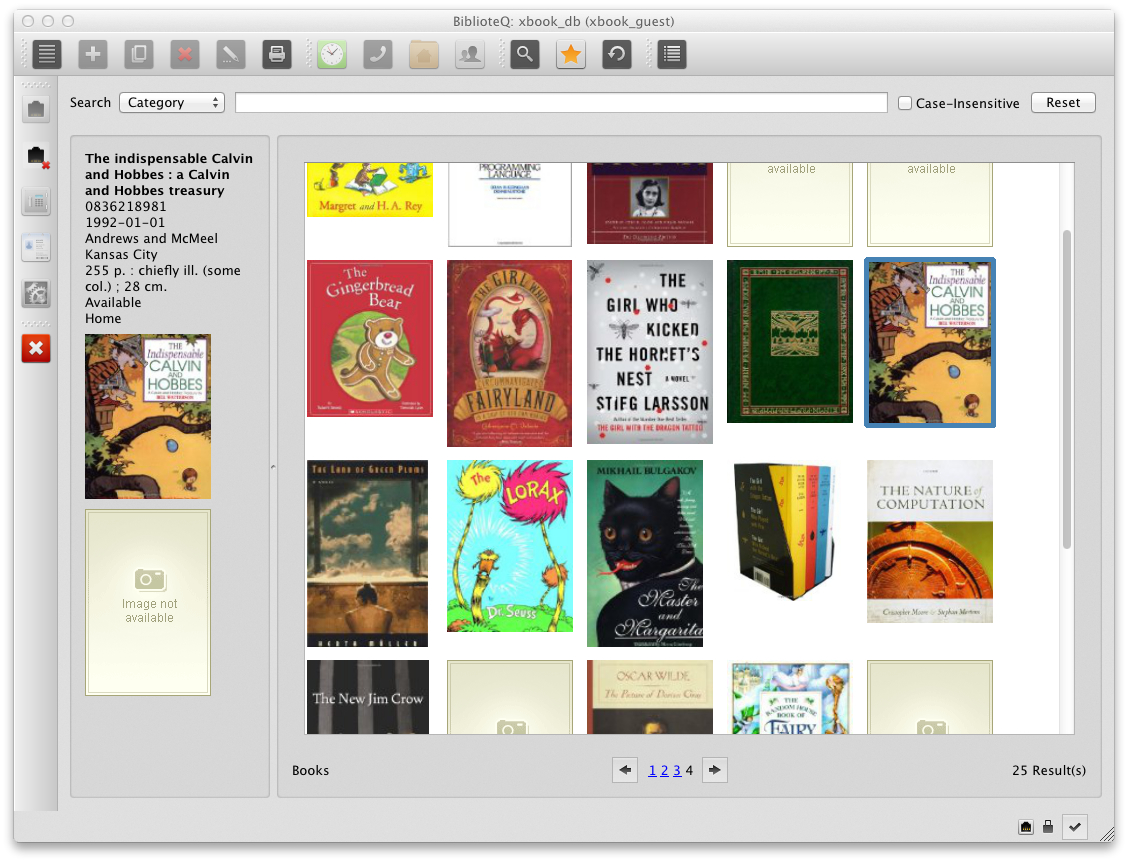 BiblioteQ: xbook_db (xbook_guest)
Search
Category
Case-Insensitive
Reset
The indispensable Calvin
and Hobbes : a Calvin
and Hobbes treasury
0836218981
1992-01-01
Andrews and McMeel
Kansas City
255 p. : chiefly ill. (some
col.) ; 28 cm.
Available
Home
THE
Indispensable
CALVIN
AND
HOBBES
BILL WATTERSON
Image not
available
Margret and H. A. Rey
PROGRAMMING
LANGUAGE
available
available
The
Gingerbread
Bear
SCHOLASTIC
THE GIRL WHO
FAIRYLAND
THE
GIRL WHO
KICKED
THE HORNET'S
NEST
A NOVEL
STIEG LARSSON
THE GIRL WITH THE DRAGON TATTOO
THE
Indispensable
CALVIN
AND
HOBBES
BILL WATTERSON
THE LAND OF GREEN PLUMS
HERTA MÜLLER
The
LORAX
Dr. Seuss
MIKHAIL BULGAKOV
The
Master
and
Margarita
THE NATURE of
COMPUTATION
Cristopher Moore & Stephan Mertens
The New Jim Crow
OSCAR WILDE
The Picture of Dorian Gray
THE
RANDOM HOUSE
BOOK OF
FAIRY
Books
1 2 3 4
25 Result(s)